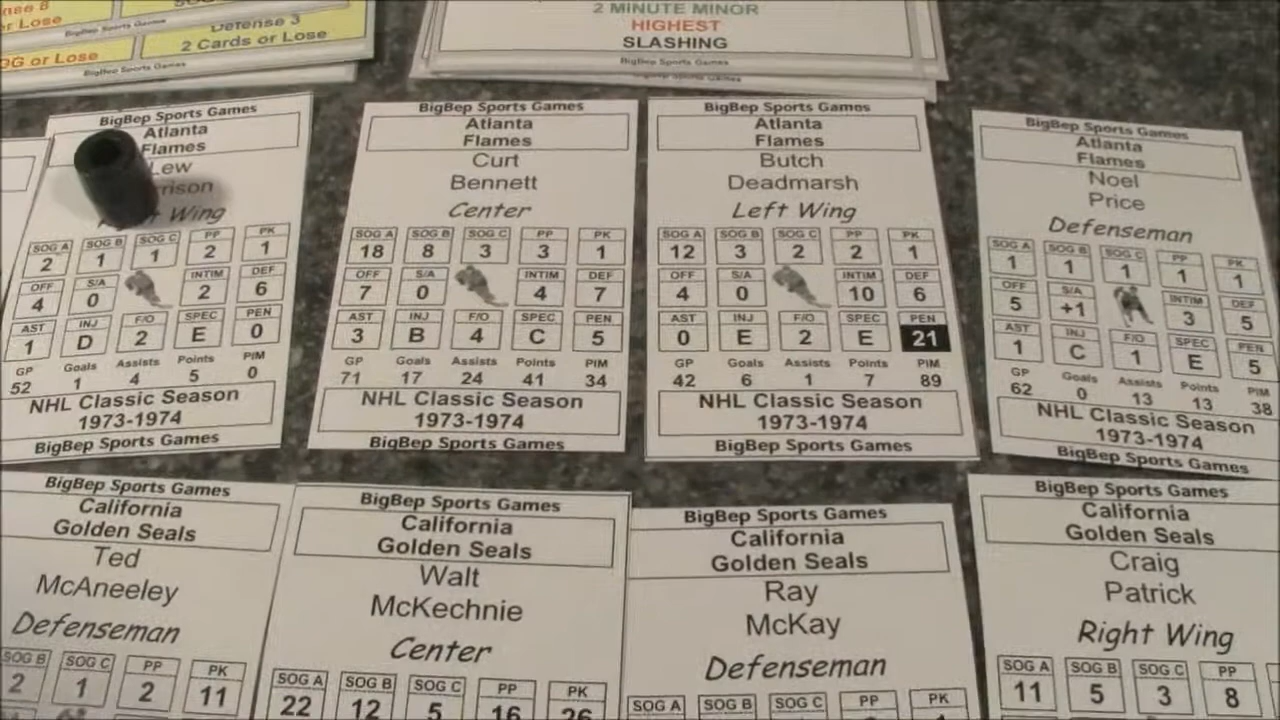 nse 8
or Lose
BigBep Sports Games
OG or Lose
Defense 3
2 Cards or Lose
BigBep Sports Games
2 MINUTE MINOR
HIGHEST
SLASHING
BigBep Sports Games
BigBep Sports Games
BigBep Sports Games
Atlanta
Flames
Lew
rrison
Wing
SOG A SOG B SOG C PP PK
2 1 1 2 1
OFF S/A INTIM DEF
4 0 2 6
AST INJ F/O SPEC PEN
1 D 2 E 0
GP Goals Assists Points PIM
52 1 4 5 0
NHL Classic Season
1973-1974
BigBep Sports Games
BigBep Sports Games
Atlanta
Flames
Curt
Bennett
Center
SOG A SOG B SOG C PP PK
18 8 3 3 1
OFF S/A INTIM DEF
7 0 4 7
AST INJ F/O SPEC PEN
3 B 4 C 5
GP Goals Assists Points PIM
71 17 24 41 34
NHL Classic Season
1973-1974
BigBep Sports Games
BigBep Sports Games
Atlanta
Flames
Butch
Deadmarsh
Left Wing
SOG A SOG B SOG C PP PK
12 3 2 2 1
OFF S/A INTIM DEF
4 0 10 6
AST INJ F/O SPEC PEN
0 E 2 E 21
GP Goals Assists Points PIM
42 6 1 7 89
NHL Classic Season
1973-1974
BigBep Sports Games
BigBep Sports Games
Atlanta
Flames
Noel
Price
Defenseman
SOG A SOG B SOG C PP PK
1 1 1 1 1
OFF S/A INTIM DEF
5 +1 3 5
AST INJ F/O SPEC PEN
1 C 1 E 5
GP Goals Assists Points PIM
62 0 13 13 38
NHL Classic Season
1973-1974
BigBep Sports Games
BigBep Sports Games
California
Golden Seals
Ted
McAneeley
Defenseman
SOG B SOG C PP PK
2 1 2 11
BigBep Sports Games
California
Golden Seals
Walt
McKechnie
Center
SOG A SOG B SOG C PP PK
22 12 5 16 26
BigBep Sports Games
California
Golden Seals
Ray
McKay
Defenseman
SOG A SOG B SOG C PP PK
BigBep Sports Games
California
Golden Seals
Craig
Patrick
Right Wing
SOG A SOG B SOG C PP
11 5 3 8